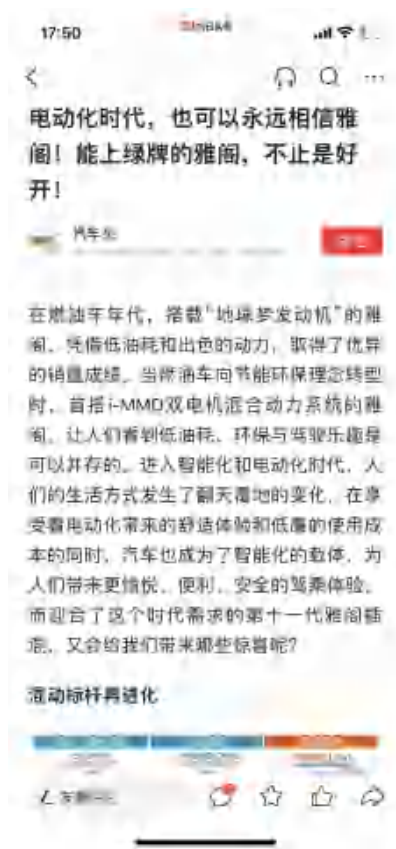 17:50
电动化时代，也可以永远相信雅
阁！能上绿牌的雅阁，不止是好
开！
汽车
在燃油车年代，搭载“地球梦发动机”的雅
阁，凭借低油耗和出色的动力，取得了优异
的销量成绩。当燃油车向节能环保理念转型
时，首搭i-MMD双电机混合动力系统的雅
阁，让人们看到低油耗、环保与驾驶乐趣是
可以并存的。进入智能化和电动化时代，人
们的生活方式发生了翻天覆地的变化，在享
受着电动化带来的舒适体验和低廉的使用成
本的同时，汽车也成为了智能化的载体，为
人们带来更愉悦、便利、安全的驾乘体验。
而迎合了这个时代需求的第十一代雅阁插
混，又会给我们带来哪些惊喜呢？
混动标杆再进化